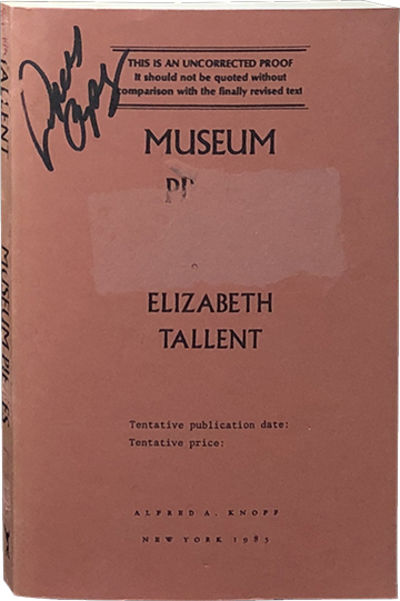 THIS IS AN UNCORRECTED PROOF
It should not be quoted without
comparison with the finally revised text
MUSEUM
ELIZABETH
TALLENT
Tentative publication date:
Tentative price:
ALFRED A. KNOPF
NEW YORK 1985
TALLENT
MUSEUM PIECES